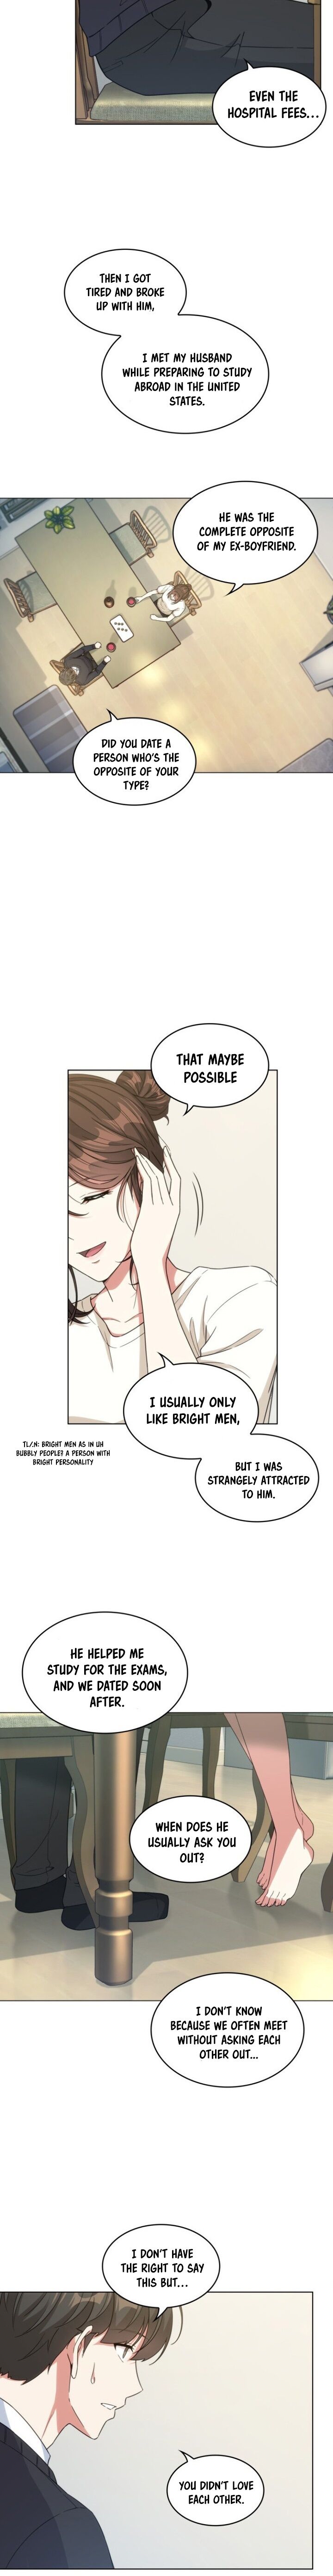 EVEN THE
HOSPITAL FEES...
THEN I GOT
TIRED AND BROKE
UP WITH HIM,
I MET MY HUSBAND
WHILE PREPARING TO STUDY
ABROAD IN THE UNITED
STATES.
HE WAS THE
COMPLETE OPPOSITE
OF MY EX-BOYFRIEND.
DID YOU DATE A
PERSON WHO'S THE
OPPOSITE OF YOUR
TYPE?
THAT MAYBE
POSSIBLE
I USUALLY ONLY
LIKE BRIGHT MEN,
TL/.N: BRIGHT MEN AS IN UH
BUBBLY PEOPLE? A PERSON WITH
BRIGHT PERSONALITY
BUT I WAS
STRANGELY ATTRACTED
TO HIM.
HE HELPED ME
STUDY FOR THE EXAMS,
AND WE DATED SOON
AFTER.
WHEN DOES HE
USUALLY ASK YOU
OUT?
I DON'T KNOW
BECAUSE WE OFTEN MEET
WITHOUT ASKING EACH
OTHER OUT...
I DON'T HAVE
THE RIGHT TO SAY
THIS BUT...
YOU DIDN'T LOVE
EACH OTHER.